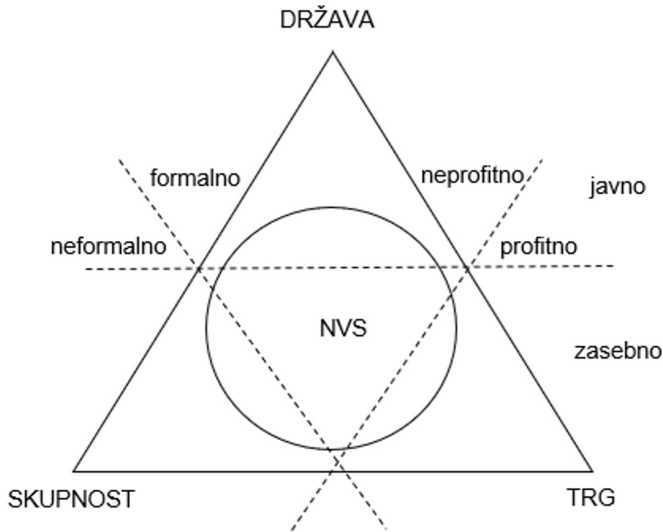 DRŽAVA
formalno
neprofitno
javno
neformalno
profitno
NVS
zasebno
SKUPNOST
TRG